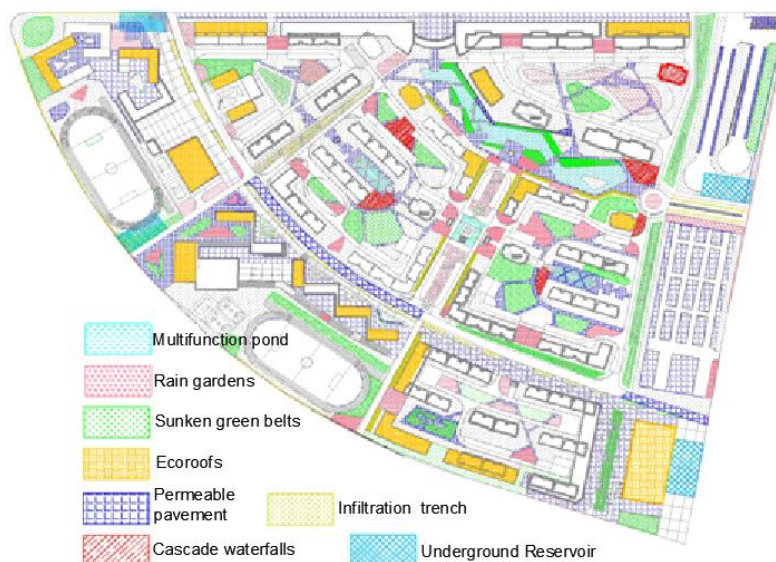 Multifunction pond
Rain gardens
Sunken green belts
Ecoroofs
Permeable
pavement
Infiltration trench
Cascade waterfalls
Underground Reservoir